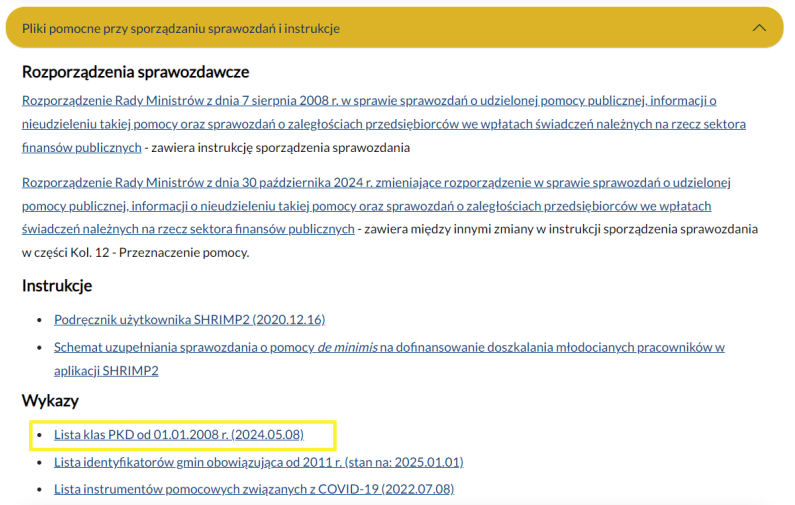 Pliki pomocne przy sporządzaniu sprawozdań i instrukcje
Rozporządzenia sprawozdawcze
Rozporządzenie Rady Ministrów z dnia 7 sierpnia 2008 r. w sprawie sprawozdań o udzielonej pomocy publicznej, informacji o
nieudzieleniu takiej pomocy oraz sprawozdań o zaległościach przedsiębiorców we wpłatach świadczeń należnych na rzecz sektora
finansów publicznych - zawiera instrukcję sporządzenia sprawozdania
Rozporządzenie Rady Ministrów z dnia 30 października 2024 r. zmieniające rozporządzenie w sprawie sprawozdań o udzielonej
pomocy publicznej, informacji o nieudzieleniu takiej pomocy oraz sprawozdań o zaległościach przedsiębiorców we wpłatach
świadczeń należnych na rzecz sektora finansów publicznych - zawiera między innymi zmiany w instrukcji sporządzenia sprawozdania
w części Kol. 12 - Przeznaczenie pomocy.
Instrukcje
• Podręcznik użytkownika SHRIMP2 (2020.12.16)
• Schemat uzupełniania sprawozdania o pomocy de minimis na dofinansowanie doszkalania młodocianych pracowników w
aplikacji SHRIMP2
Wykazy
• Lista klas PKD od 01.01.2008 r. (2024.05.08)
• Lista identyfikatorów gmin obowiązująca od 2011 r. (stan na: 2025.01.01)
• Lista instrumentów pomocowych związanych z COVID-19 (2022.07.08)